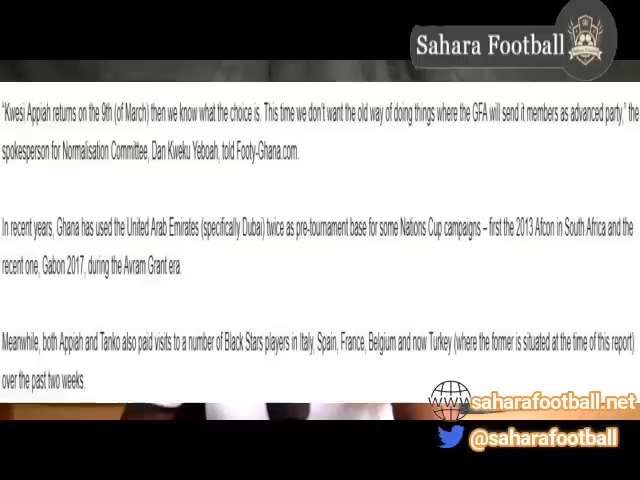 Sahara Football
"Kwesi Appiah returns on the 9th (of March) then we know what the choice is. This time we don't want the old way of doing things where the GFA will send it members as advanced party," the
spokesperson for Normalisation Committee, Dan Kweku Yeboah, told Footy-Ghana.com.
In recent years, Ghana has used the United Arab Emirates (specifically Dubai) twice as pre-tournament base for some Nations Cup campaigns – first the 2013 Afcon in South Africa and the
recent one, Gabon 2017, during the Avram Grant era.
Meanwhile, both Appiah and Tanko also paid visits to a number of Black Stars players in Italy, Spain, France, Belgium and now Turkey (where the former is situated at the time of this report)
over the past two weeks.
saharafootball.net
@saharafootball